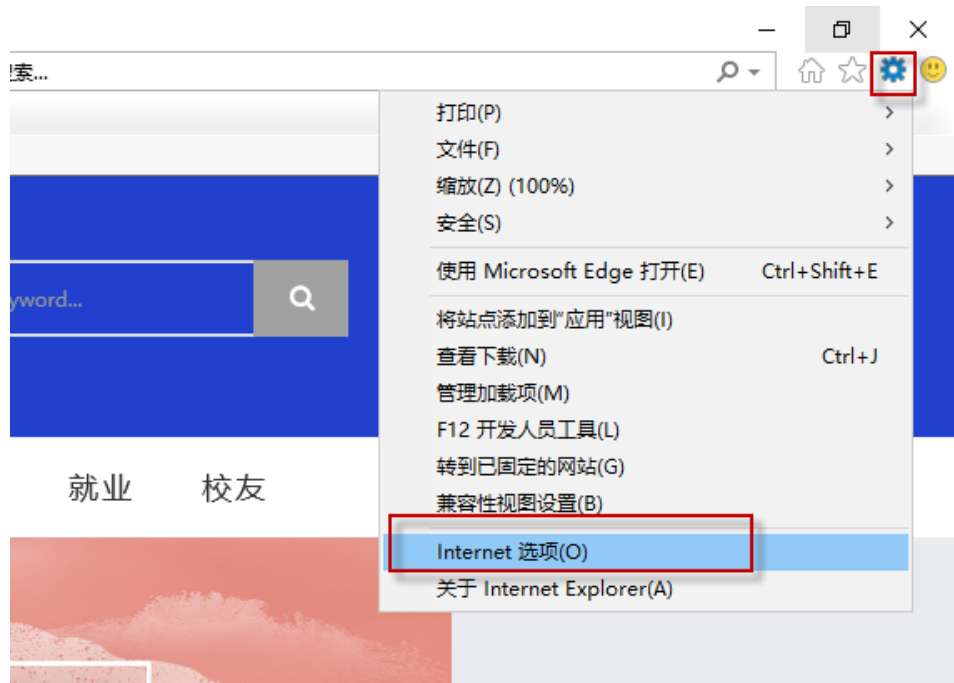 索...
打印(P)
文件(F)
缩放(Z) (100%)
安全(S)
使用 Microsoft Edge 打开(E) Ctrl+Shift+E
yword...
将站点添加到"应用"视图(I)
查看下载(N) Ctrl+J
管理加载项(M)
F12 开发人员工具(L)
转到已固定的网站(G)
就业 校友
兼容性视图设置(B)
Internet 选项(O)
关于 Internet Explorer(A)